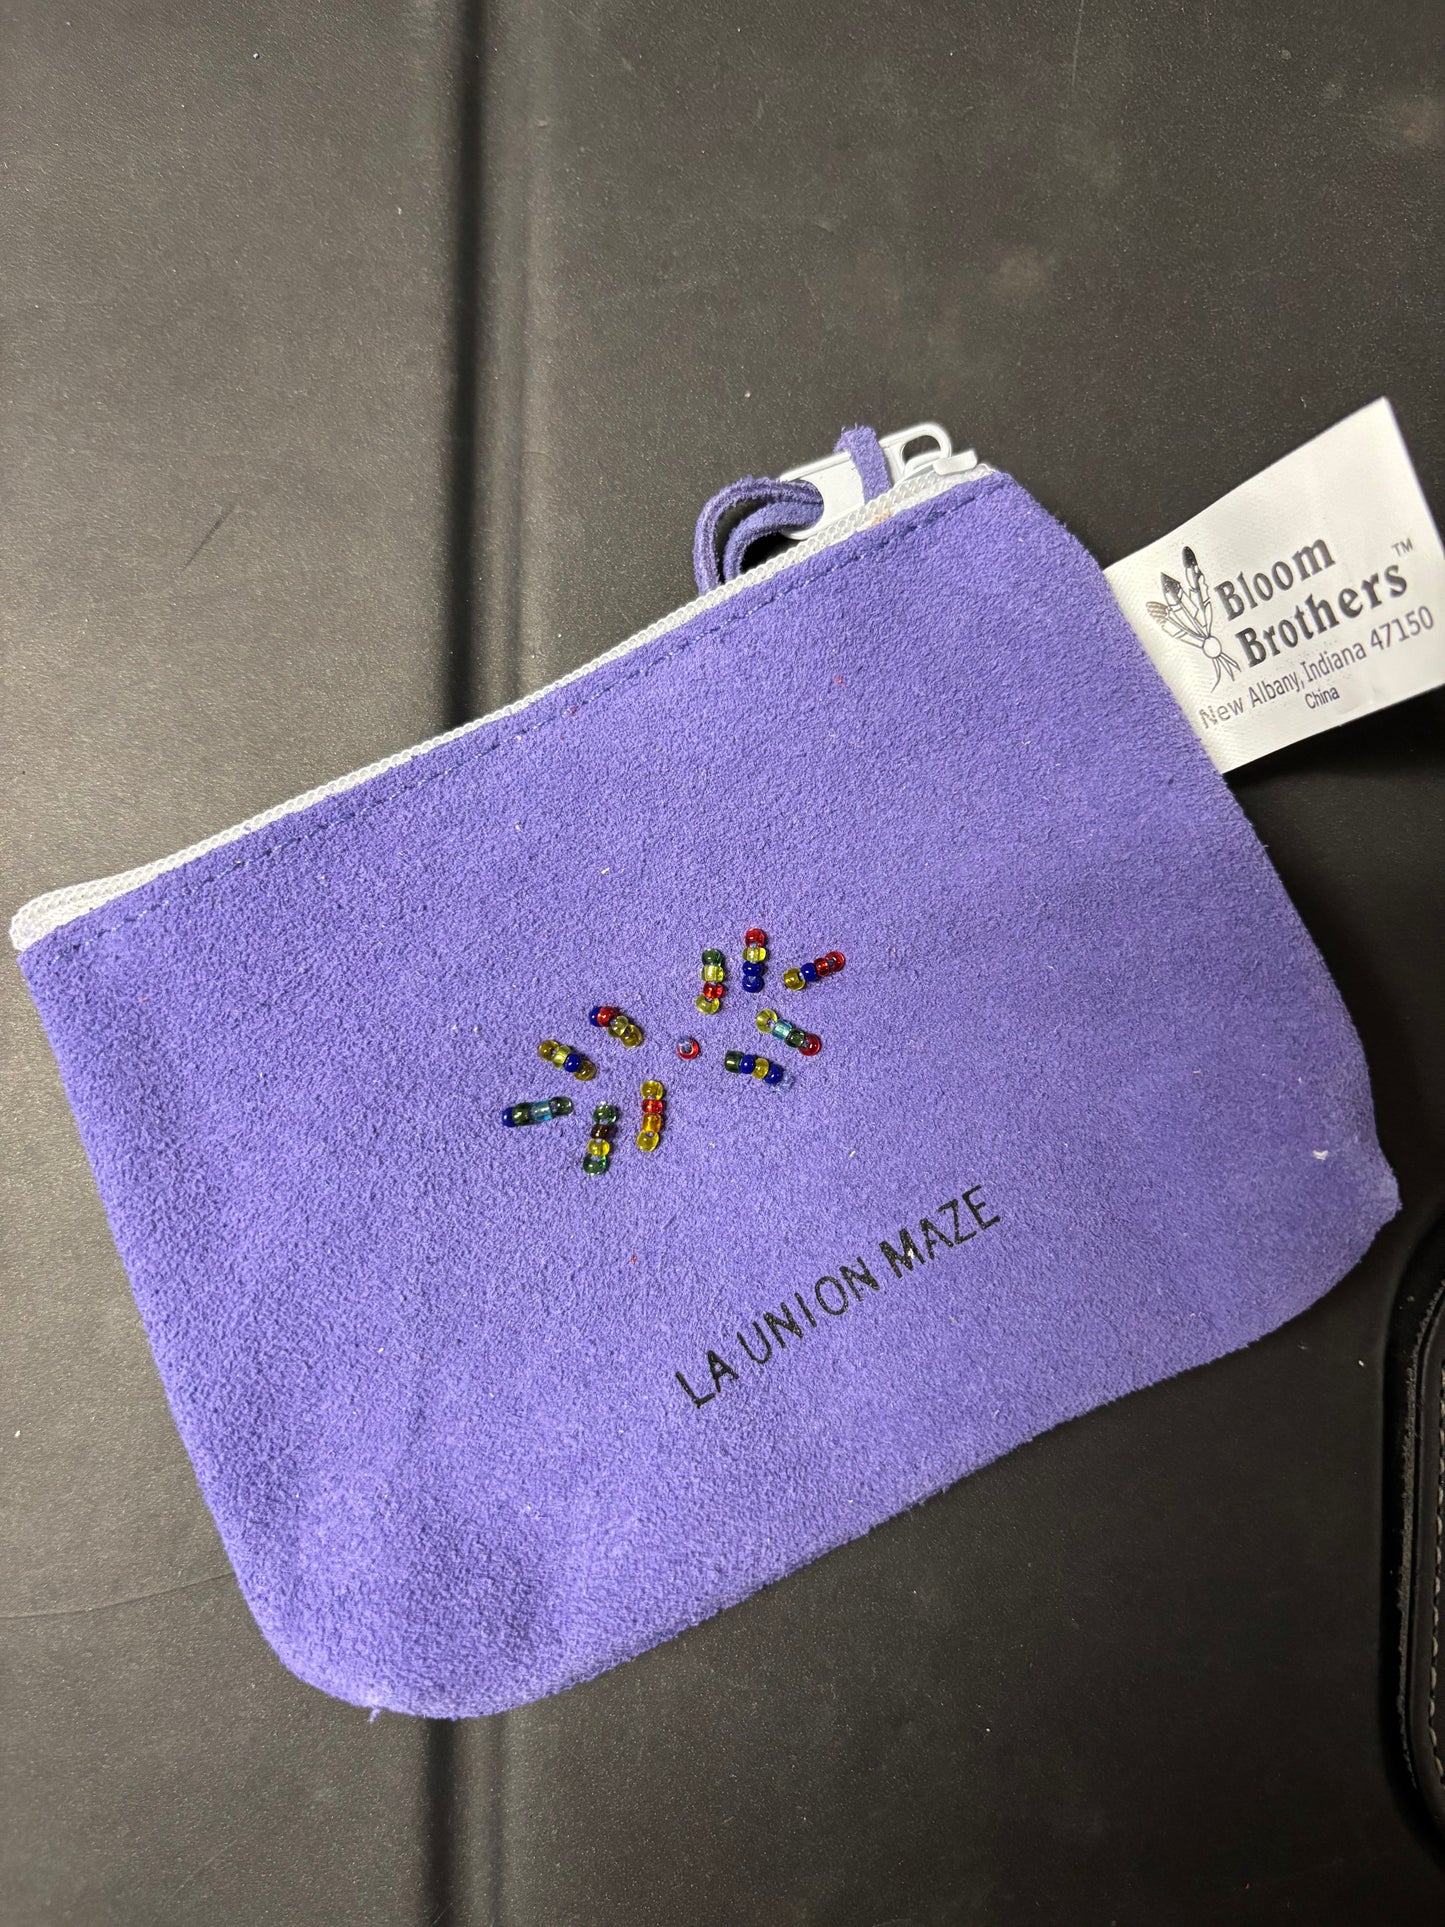 Bloom
Brothers™
New Albany, Indiana 47150
China
LA UNION MAZE